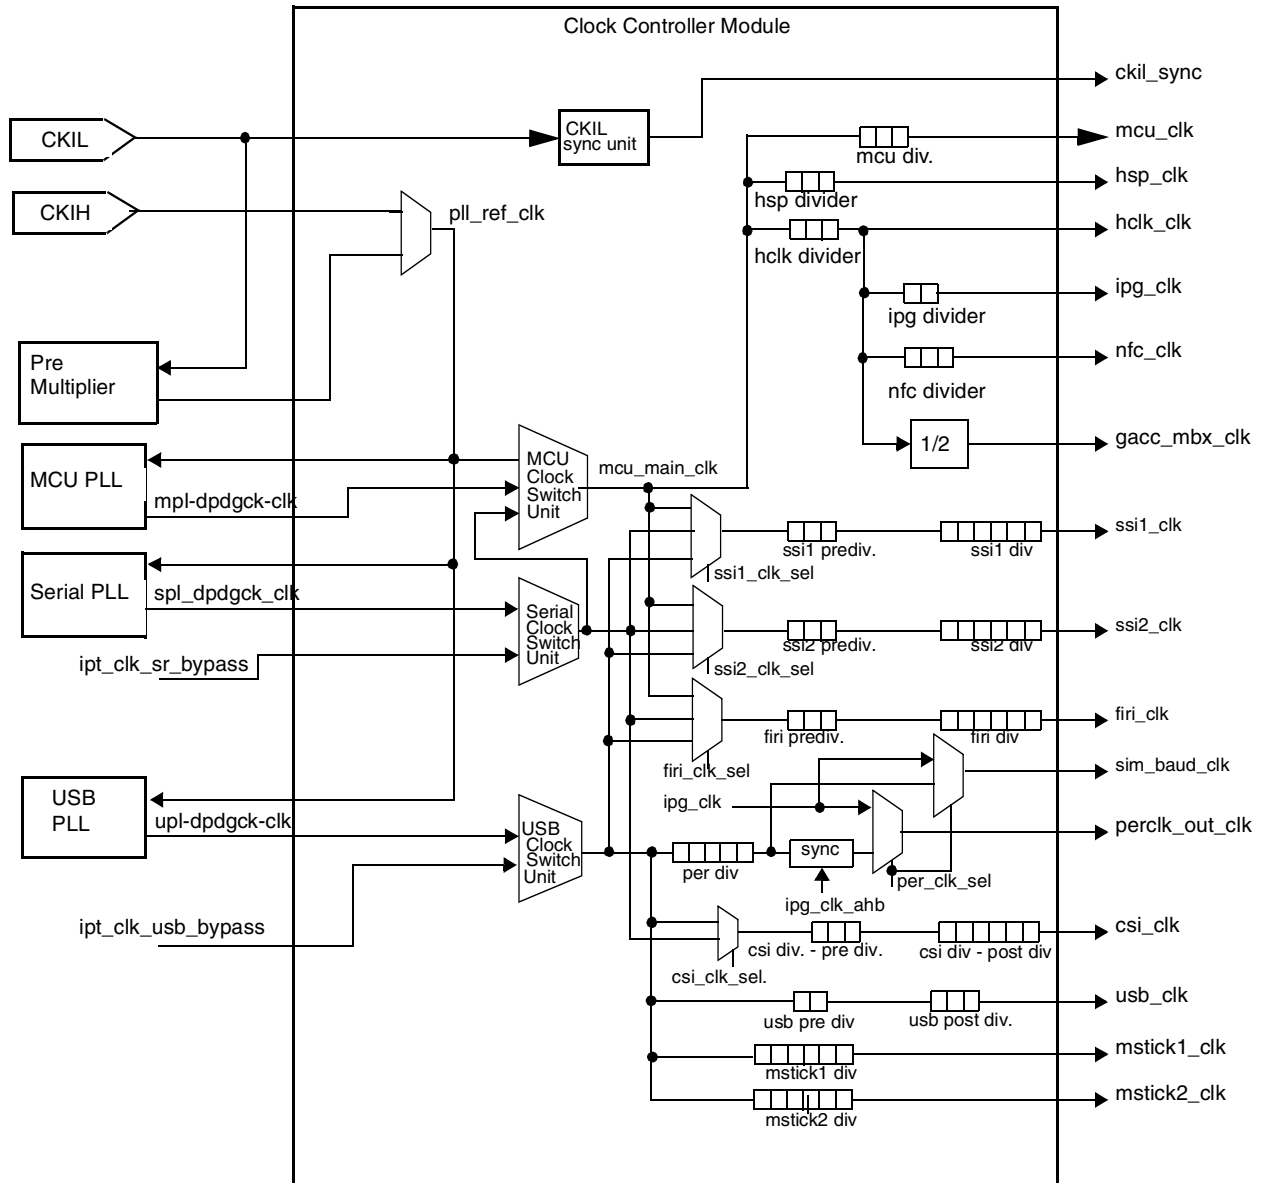 Clock Controller Module
ckil_sync
CKIL
CKIL
sync unit
mcu_clk
mcu div.
hsp_clk
hsp divider
CKIH
pll_ref_clk
hclk_clk
hclk divider
ipg_clk
ipg divider
Pre
Multiplier
nfc_clk
nfc divider
gacc_mbx_clk
1/2
MCU PLL
mpl-dpdgck-clk
MCU
Clock
Switch
Unit
mcu_main_clk
ssi1_clk
ssi1 prediv.
ssi1 div
ssi1_clk_sel
Serial PLL
spl_dpdgck_clk
Serial
Clock
Switch
Unit
ssi2_clk
ssi2 prediv.
ssi2 div
ssi2_clk_sel
ipt_clk_sr_bypass
firi_clk
firi prediv.
firi div
firi_clk_sel
sim_baud_clk
USB
PLL
upl-dpdgck-clk
USB
Clock
Switch
Unit
ipg_clk
perclk_out_clk
sync
per div
per_clk_sel
ipg_clk_ahb
ipt_clk_usb_bypass
csi_clk
csi div. - pre div.
csi div - post div
csi_clk_sel.
usb_clk
usb pre div
usb post div.
mstick1_clk
mstick1 div
mstick2_clk
mstick2 div